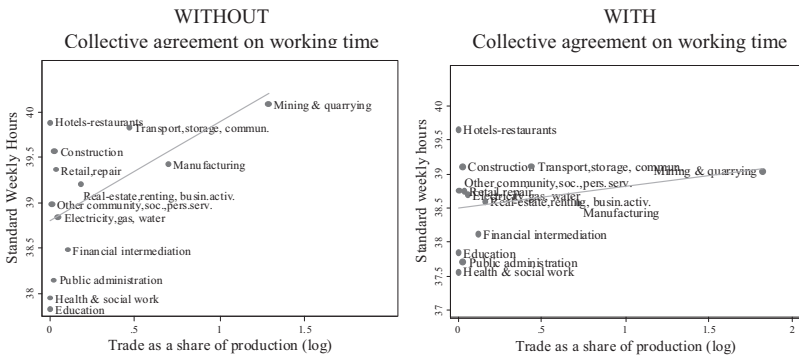 WITHOUT
Collective agreement on working time
Standard Weekly Hours
40
39.5
39
38.5
38
Hotels-restaurants
Transport,storage, commun.
Mining & quarrying
Construction
Retail,repair
Manufacturing
Real-estate,renting, busin.activ.
Other community,soc.,pers.serv.
Electricity,gas, water
Financial intermediation
Public administration
Health & social work
Education
0
.5
1
1.5
Trade as a share of production (log)
WITH
Collective agreement on working time
Standard weekly hours
40
39.5
39
38.5
38
37.5
37
Hotels-restaurants
Construction
Transport,storage, commun.
Mining & quarrying
Other community,soc.,pers.serv.
Retail,repair
Electricity,gas, water
Real-estate,renting, busin.activ.
Manufacturing
Financial intermediation
Education
Public administration
Health & social work
0
.5
1
1.5
2
Trade as a share of production (log)